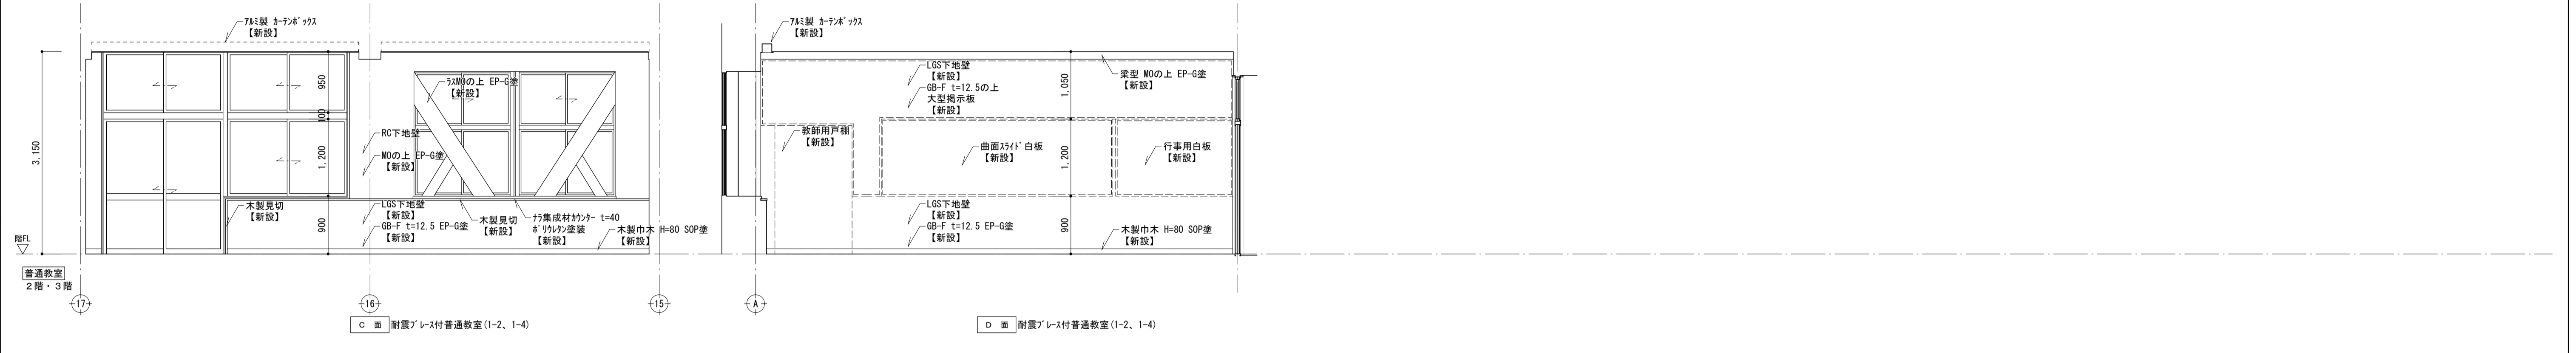 ｱﾙﾐ製 ｶｰﾃﾝﾎﾞｯｸｽ
【新設】
3.150
950
100
1,200
900
ﾗｽMOの上 EP-G塗
【新設】
RC下地壁
MOの上 EP-G塗
【新設】
木製見切
【新設】
LGS下地壁
【新設】
GB-F t=12.5 EP-G塗
【新設】
木製見切
【新設】
ﾅﾗ集成材ｶｳﾝﾀｰ t=40
ﾎﾟﾘｳﾚﾀﾝ塗装
【新設】
木製巾木 H=80 SOP塗
【新設】
階FL
普通教室
２階・３階
17
16
15
C 面 耐震ﾌﾞﾚｰｽ付普通教室(1-2、1-4)
ｱﾙﾐ製 ｶｰﾃﾝﾎﾞｯｸｽ
【新設】
LGS下地壁
【新設】
GB-F t=12.5の上
大型掲示板
【新設】
1,050
1,200
900
梁型 MOの上 EP-G塗
【新設】
教師用戸棚
【新設】
曲面ｽﾗｲﾄﾞ白板
【新設】
行事用白板
【新設】
LGS下地壁
【新設】
GB-F t=12.5 EP-G塗
【新設】
木製巾木 H=80 SOP塗
【新設】
A
D 面 耐震ﾌﾞﾚｰｽ付普通教室(1-2、1-4)